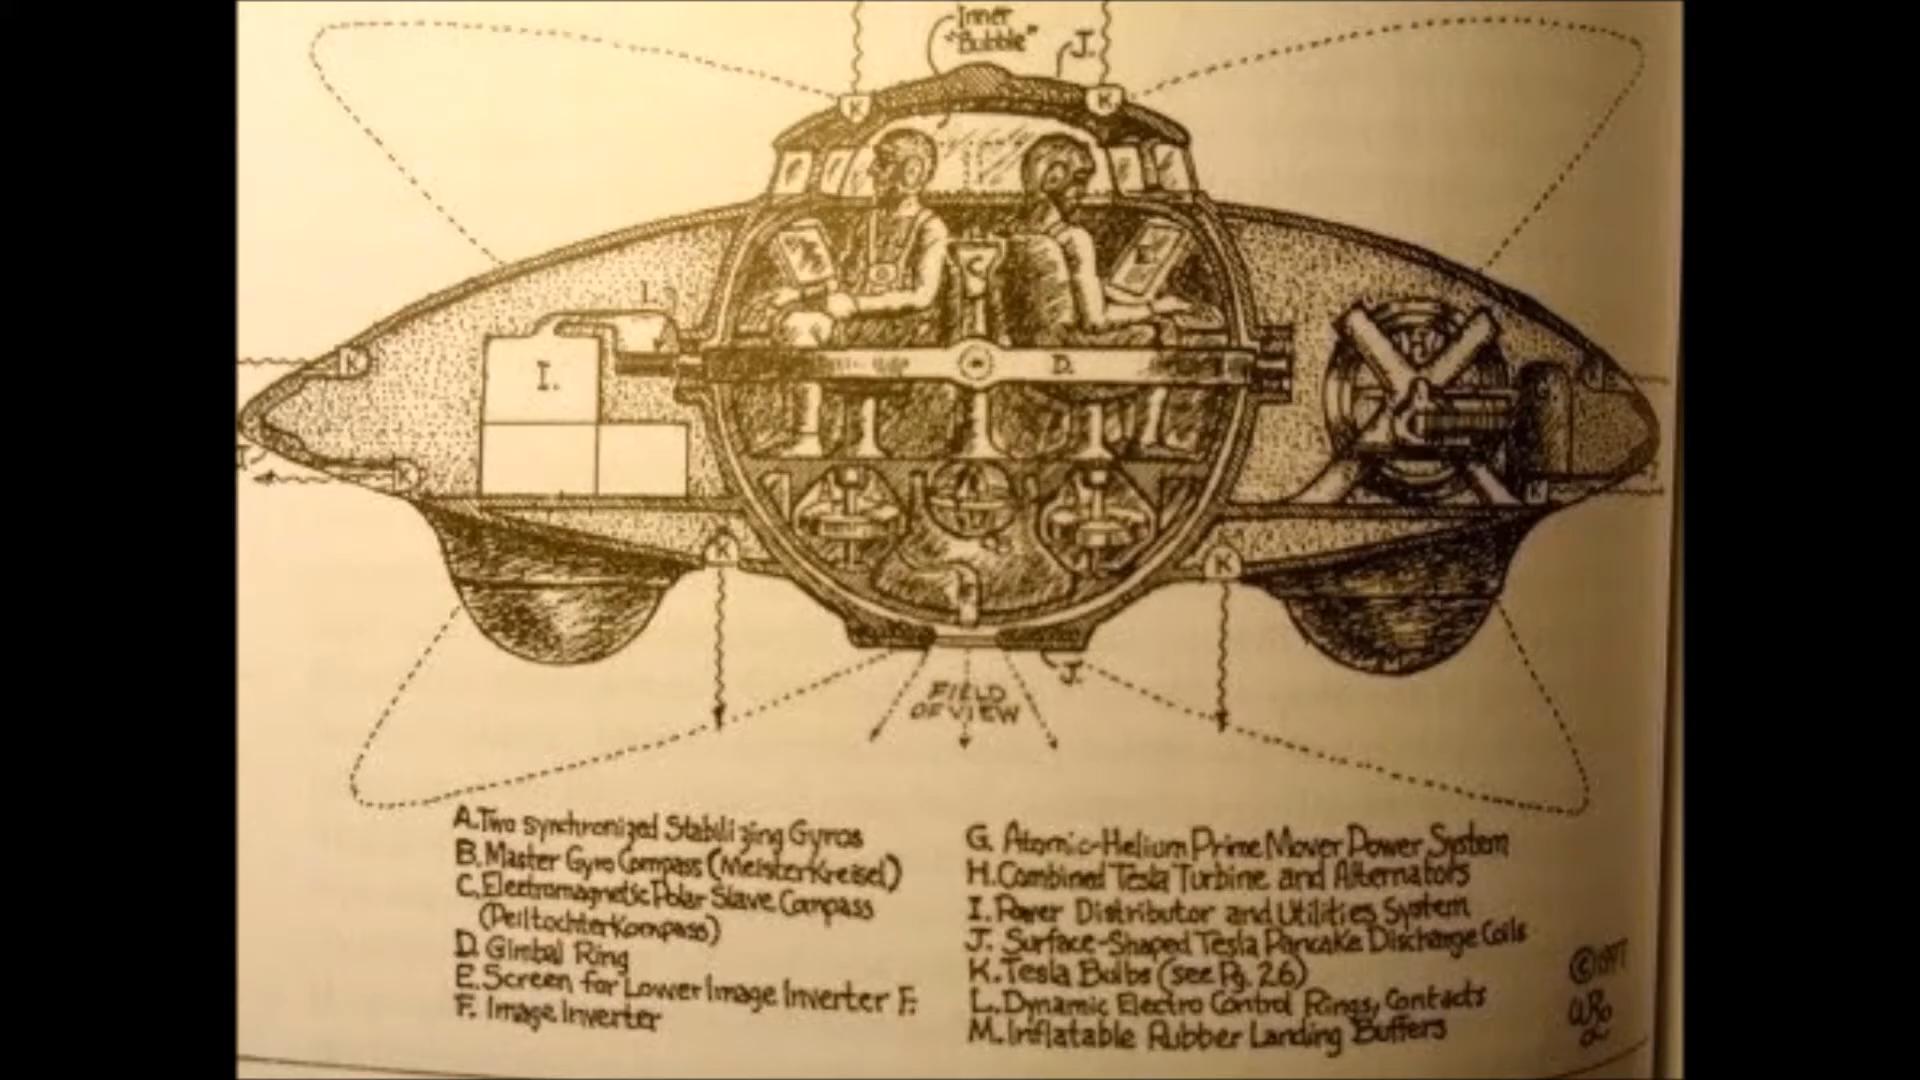 Inner
"Bubble"
J.
K
K
C
E
I.
D.
H
K
K
K
K
K
J.
FIELD
OF VIEW
A. Two synchronized Stabilizing Gyros
B. Master Gyro Compass (Meisterkreisel)
C. Electromagnetic Polar Slave Compass
(Peiltochterkompass)
D. Gimbal Ring
E. Screen for Lower Image Inverter F.
F. Image Inverter
G. Atomic-Helium Prime Mover Power System
H. Combined Tesla Turbine and Alternators
I. Power Distributor and Utilities System
J. Surface-Shaped Tesla Pancake Discharge Coils
K. Tesla Bulbs (see Pg. 26)
L. Dynamic Electro Control Rings, Contacts
M. Inflatable Rubber Landing Buffers
©1997